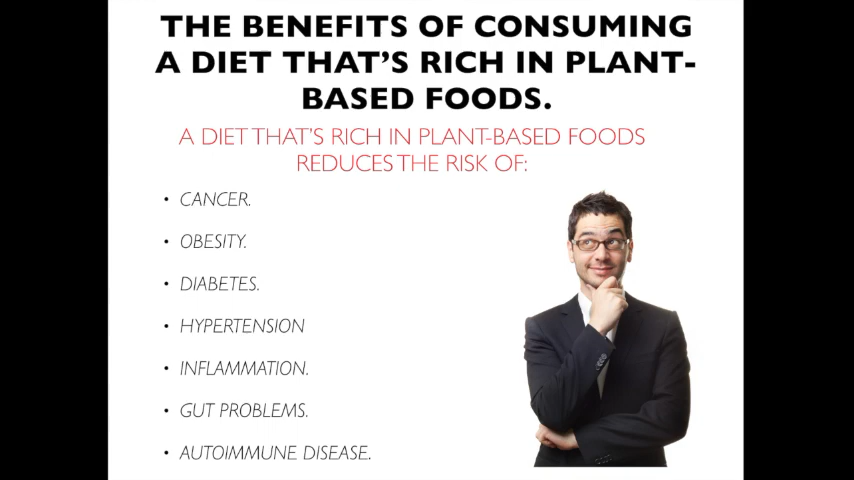 THE BENEFITS OF CONSUMING
A DIET THAT'S RICH IN PLANT-
BASED FOODS.
A DIET THAT'S RICH IN PLANT-BASED FOODS
REDUCES THE RISK OF:
• CANCER.
• OBESITY.
• DIABETES.
• HYPERTENSION
• INFLAMMATION.
• GUT PROBLEMS.
• AUTOIMMUNE DISEASE.